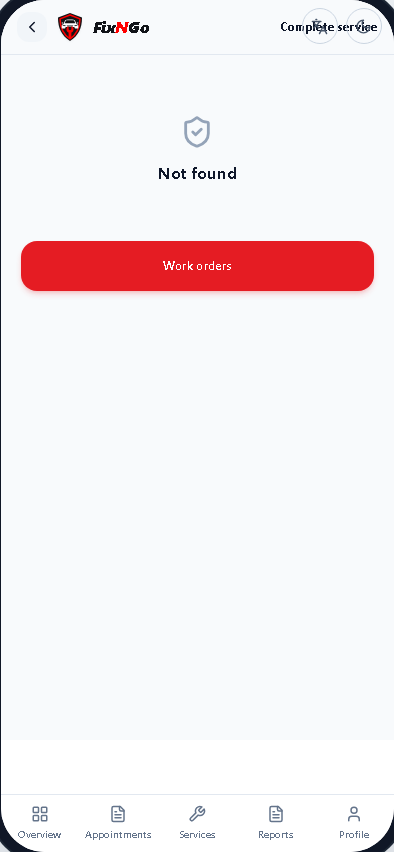 FixNGo
Complete service
Not found
Work orders
Overview
Appointments
Services
Reports
Profile